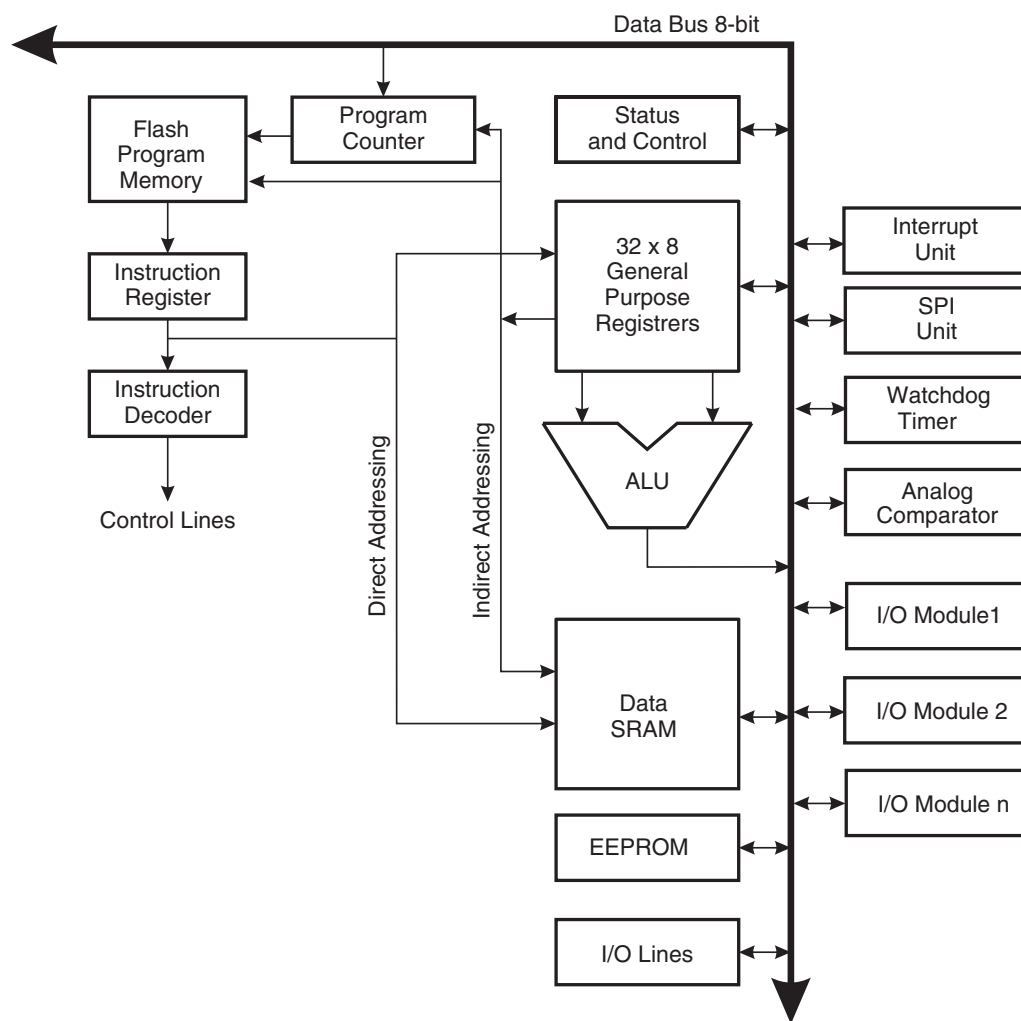 Data Bus 8-bit
Flash
Program
Memory
Program
Counter
Status
and Control
32 x 8
General
Purpose
Registrers
Interrupt
Unit
Instruction
Register
SPI
Unit
Instruction
Decoder
Watchdog
Timer
Direct Addressing
Indirect Addressing
ALU
Analog
Comparator
Control Lines
I/O Module1
Data
SRAM
I/O Module 2
I/O Module n
EEPROM
I/O Lines